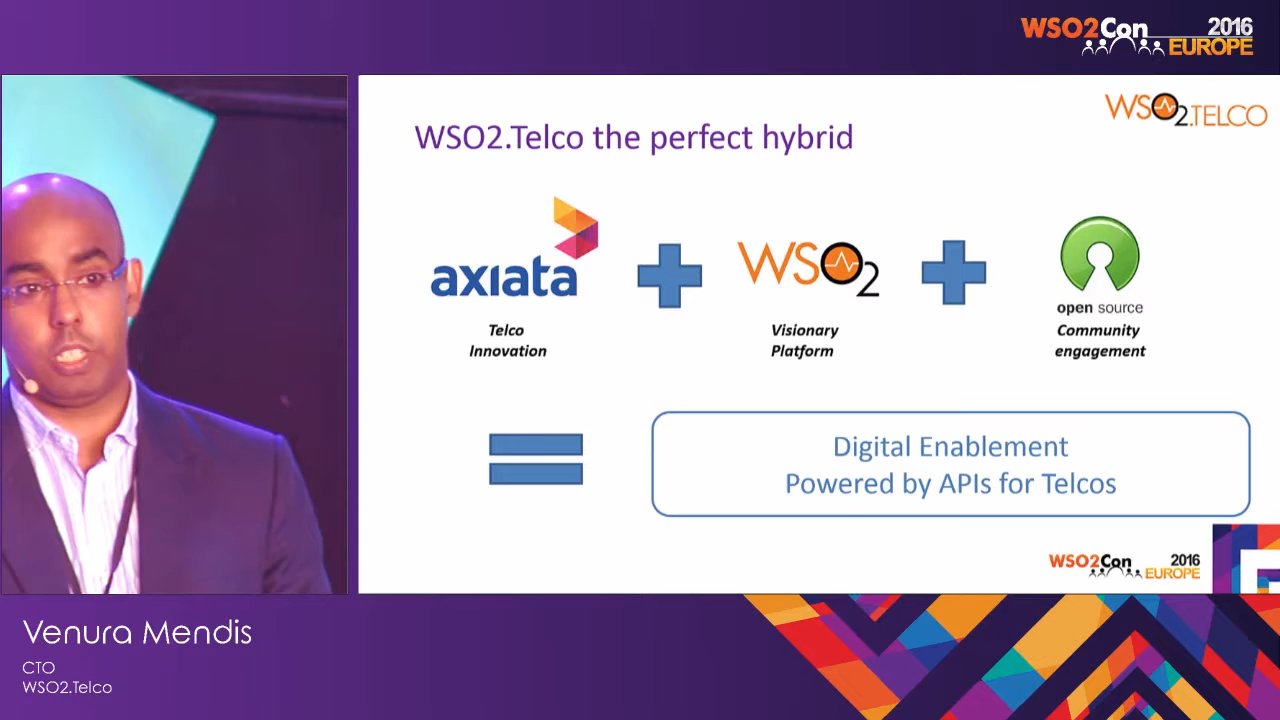 WSO2Con 2016
EUROPE
WSO2.TELCO
WSO2.Telco the perfect hybrid
axiata
WSO2
open source
Telco
Innovation
Visionary
Platform
Community
engagement
Digital Enablement
Powered by APIs for Telcos
WSO2Con 2016
EUROPE
Venura Mendis
CTO
WSO2.Telco